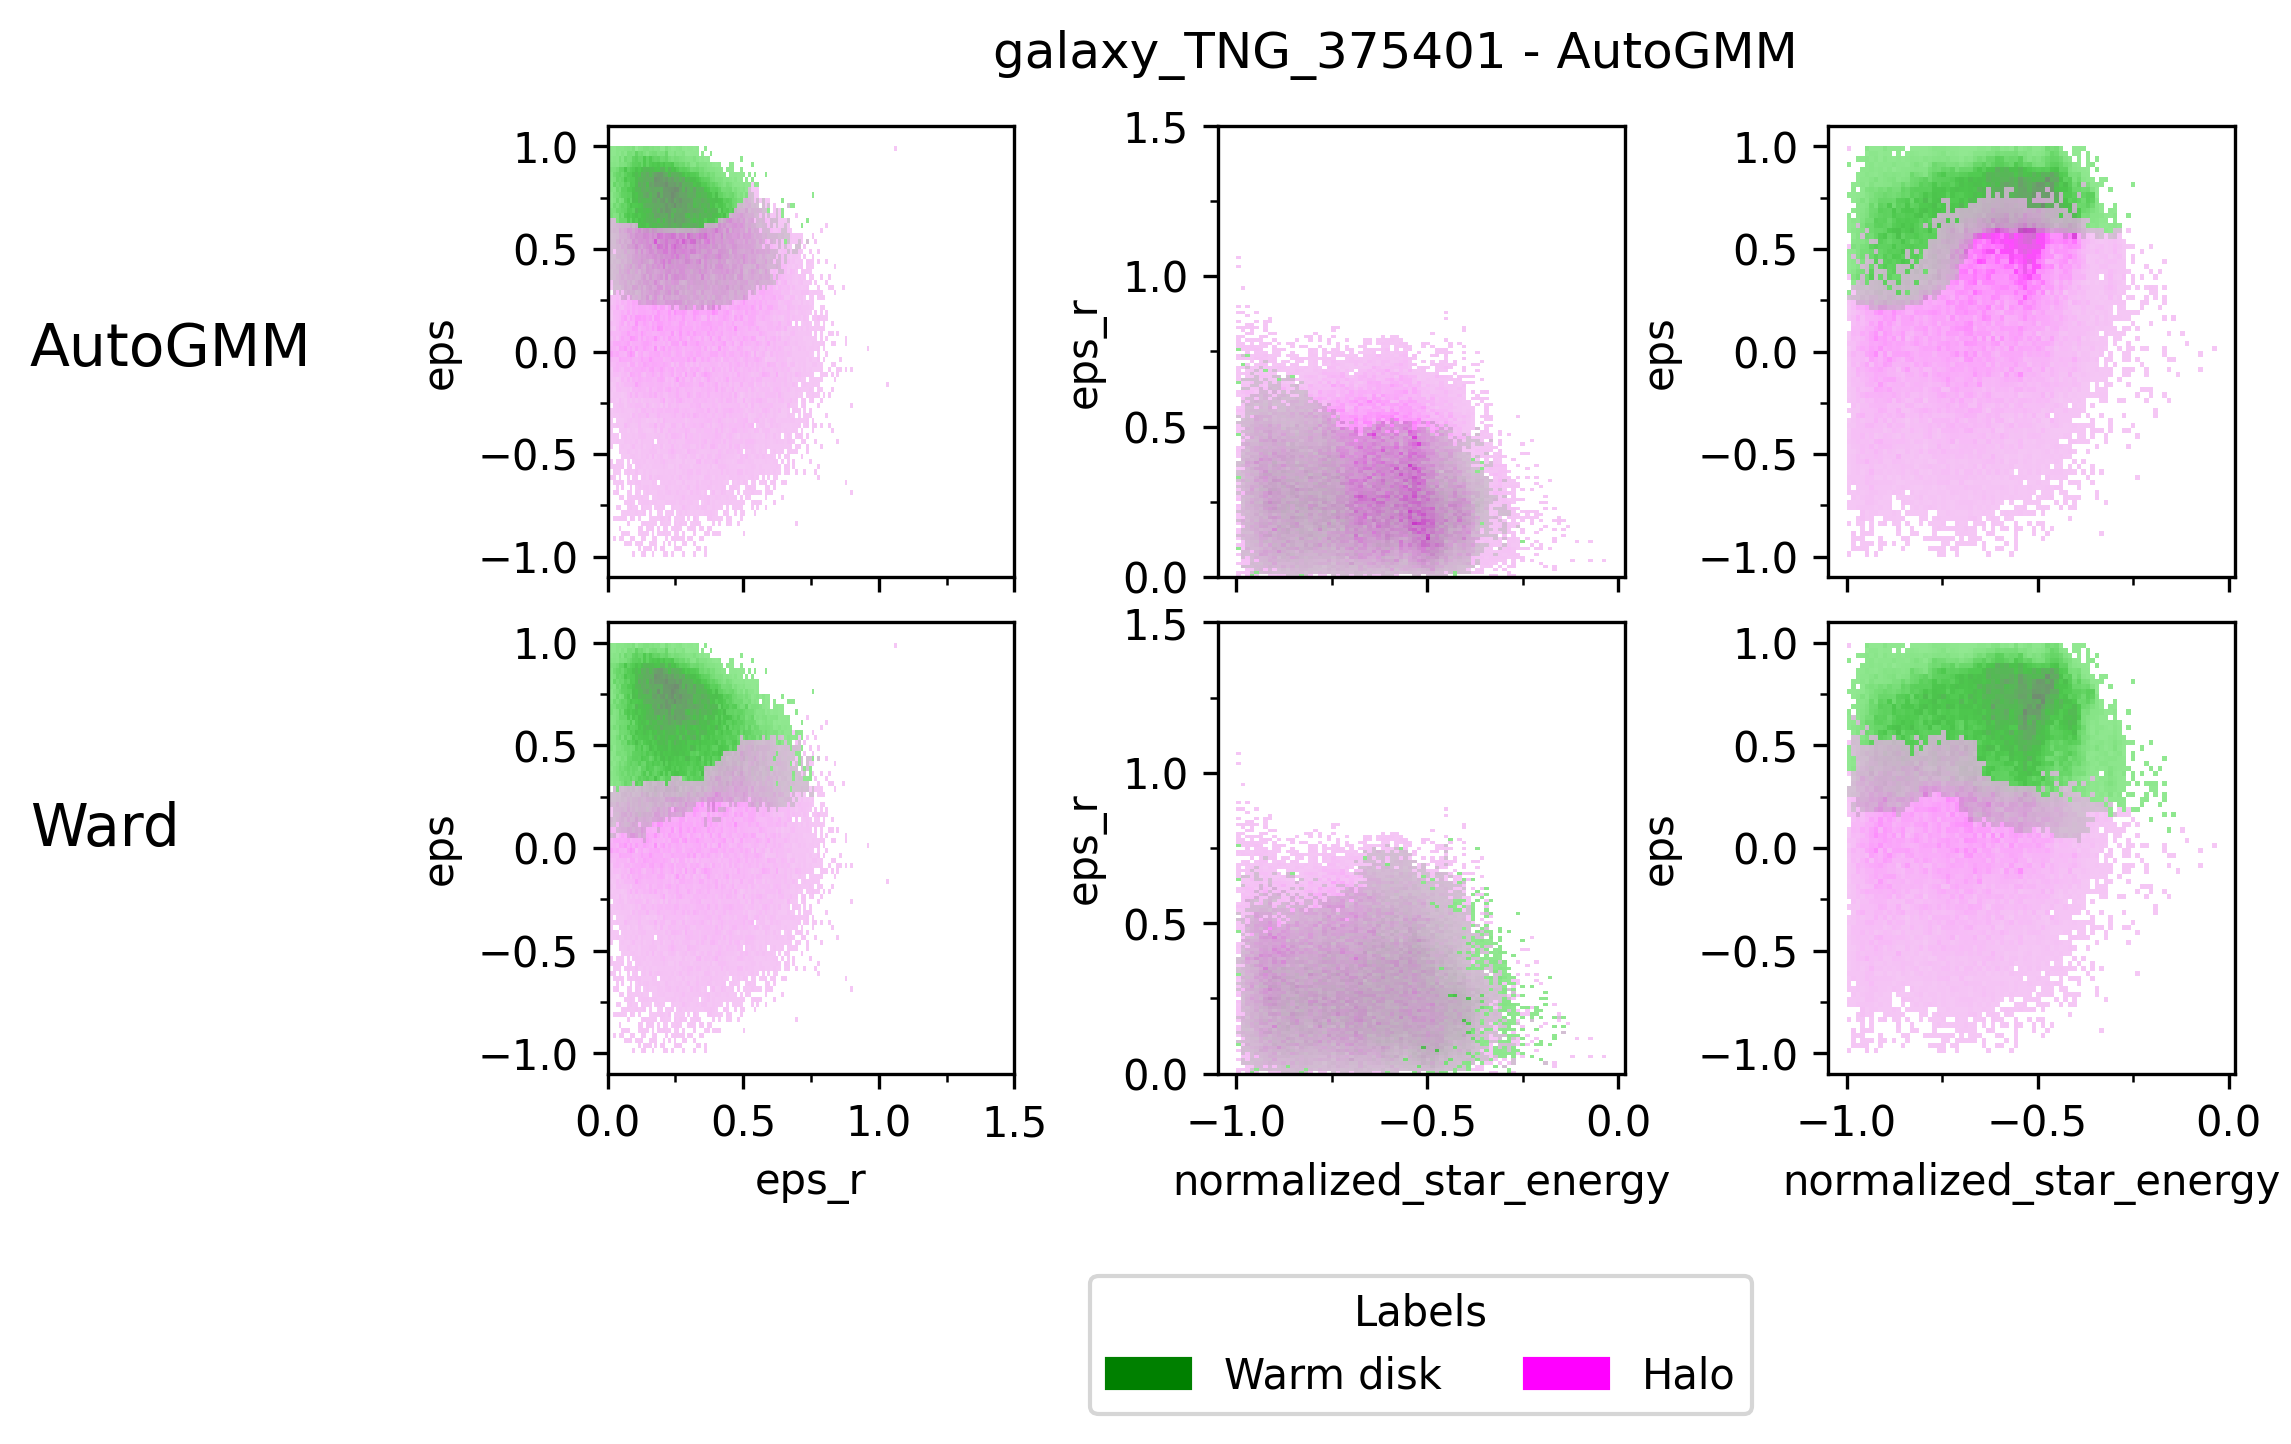 galaxy_TNG_375401 - AutoGMM
AutoGMM
eps
1.0
0.5
0.0
−0.5
−1.0
eps_r
1.5
1.0
0.5
0.0
eps
1.0
0.5
0.0
−0.5
−1.0
Ward
eps
1.0
0.5
0.0
−0.5
−1.0
0.0 0.5 1.0 1.5
eps_r
eps_r
1.5
1.0
0.5
0.0
−1.0 −0.5 0.0
normalized_star_energy
eps
1.0
0.5
0.0
−0.5
−1.0
−1.0 −0.5 0.0
normalized_star_energy
Labels
Warm disk Halo